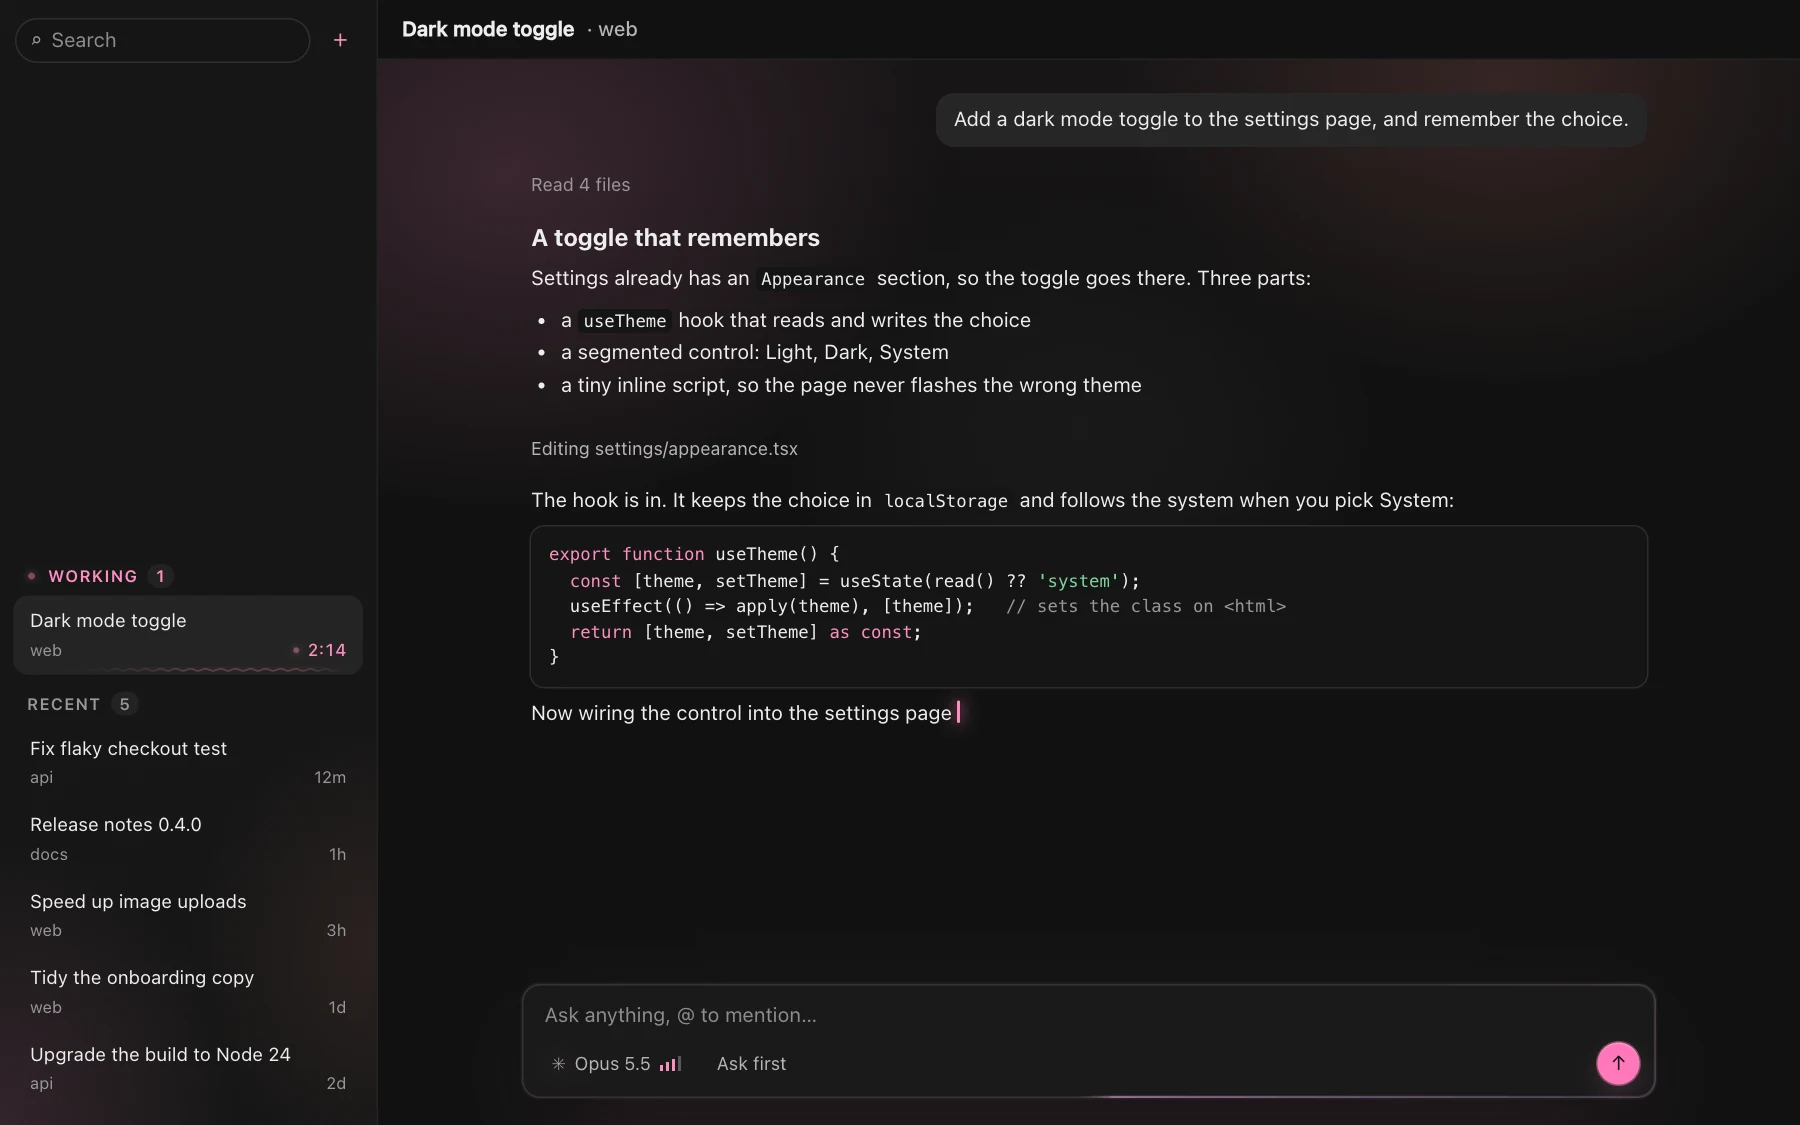 Search
+
WORKING 1
Dark mode toggle
web 2:14
RECENT 5
Fix flaky checkout test
api 12m
Release notes 0.4.0
docs 1h
Speed up image uploads
web 3h
Tidy the onboarding copy
web 1d
Upgrade the build to Node 24
api 2d
Dark mode toggle · web
Add a dark mode toggle to the settings page, and remember the choice.
Read 4 files
A toggle that remembers
Settings already has an Appearance section, so the toggle goes there. Three parts:
• a useTheme hook that reads and writes the choice
• a segmented control: Light, Dark, System
• a tiny inline script, so the page never flashes the wrong theme
Editing settings/appearance.tsx
The hook is in. It keeps the choice in localStorage and follows the system when you pick System:
export function useTheme() {
  const [theme, setTheme] = useState(read() ?? 'system');
  useEffect(() => apply(theme), [theme]);   // sets the class on <html>
  return [theme, setTheme] as const;
}
Now wiring the control into the settings page
Ask anything, @ to mention...
Opus 5.5 Ask first